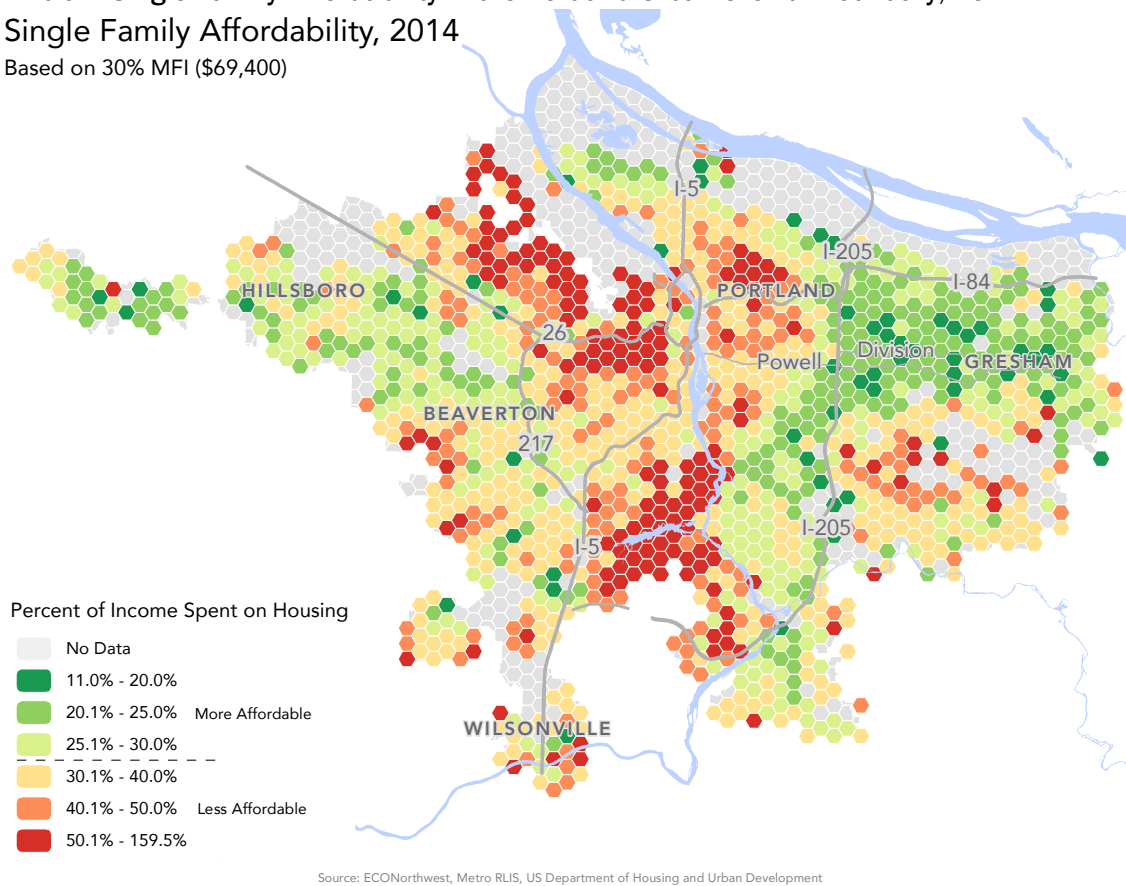 Single Family Affordability, 2014
Based on 30% MFI ($69,400)
I-5
I-205
I-84
HILLSBORO
PORTLAND
26
Powell
Division
GRESHAM
BEAVERTON
217
I-205
I-5
WILSONVILLE
Percent of Income Spent on Housing
No Data
11.0% - 20.0%
20.1% - 25.0% More Affordable
25.1% - 30.0%
30.1% - 40.0%
40.1% - 50.0% Less Affordable
50.1% - 159.5%
Source: ECONorthwest, Metro RLIS, US Department of Housing and Urban Development